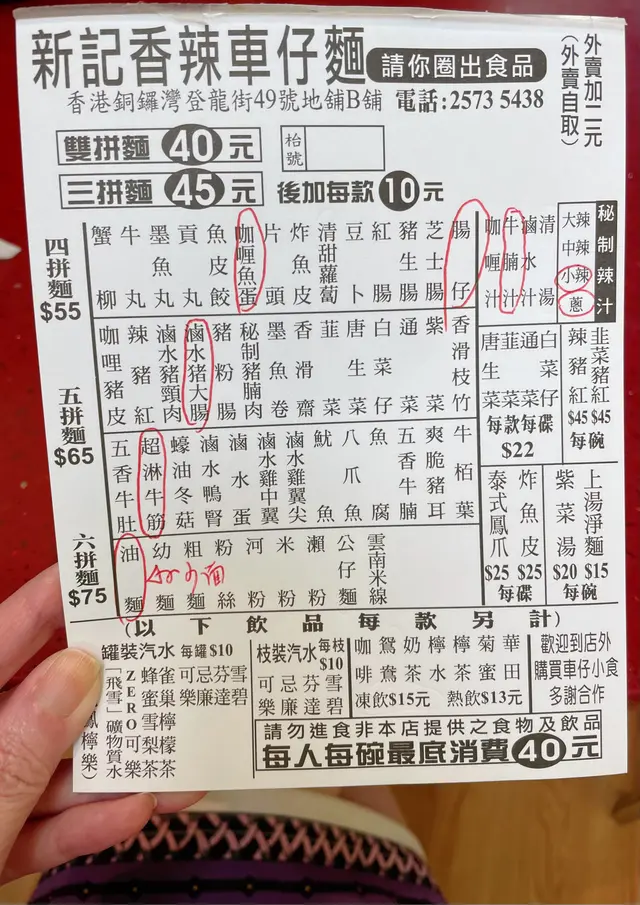 新記香辣車仔麵
請你圈出食品
外賣加二元
(外賣自取)
香港銅鑼灣登龍街49號地舖B舖 電話:2573 5438
雙拼麵 40 元
枱號
三拼麵 45 元 後加每款 10 元
四拼麵 $55
五拼麵 $65
六拼麵 $75
蟹柳
牛丸
墨魚丸
貢丸
魚皮餃
咖喱魚蛋
片頭
炸魚皮
清甜蘿蔔
豆卜
紅腸
豬生腸
芝士腸
腸仔
咖喱汁
牛腩汁
滷水汁
清湯
大辣
中辣
小辣
蔥
秘制辣汁
咖哩豬皮
辣豬紅
滷水豬頸肉
滷水豬大腸
豬粉腸
秘制豬腩肉
墨魚卷
香滑齋
韮菜
唐生菜
白菜仔
通菜
紫菜
香滑枝竹
唐生菜
韮菜
通菜
白菜仔
每款每碟
$22
辣豬紅 $45
韭菜豬紅 $45
每碗
五香牛肚
超淋牛筋
蠔油冬菇
滷水鴨腎
滷水蛋
滷水雞中翼
滷水雞翼尖
魷魚
八爪魚
魚腐
五香牛腩
爽脆豬耳
牛栢葉
泰式鳳爪 $25
炸魚皮 $25
每碟
紫菜湯 $20
上湯淨麵 $15
每碗
油麵
幼麵
粗麵
粉絲
河粉
米粉
瀨粉
公仔麵
雲南米線
(以下飲品每款另計)
罐裝汽水 每罐$10
可樂
忌廉
芬達
雪碧
飛雪礦物質水
ZERO可樂
蜂蜜雪梨茶
雀巢檸檬茶
枝裝汽水 每枝$10
可樂
忌廉
芬達
雪碧
咖啡
鴛鴦
奶茶
檸水
檸茶
菊蜜
華田
凍飲$15元 熱飲$13元
歡迎到店外
購買車仔小食
多謝合作
請勿進食非本店提供之食物及飲品
每人每碗最底消費 40 元